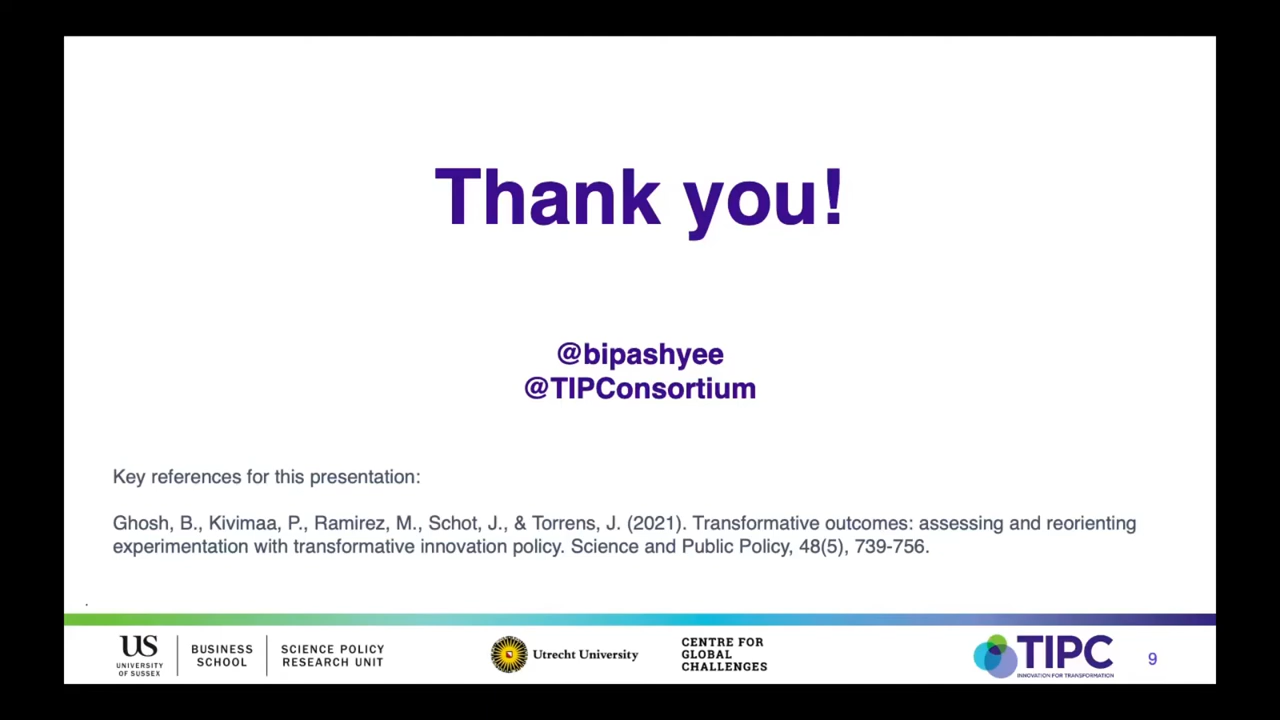 Thank you!
@bipashyee
@TIPConsortium
Key references for this presentation:
Ghosh, B., Kivimaa, P., Ramirez, M., Schot, J., & Torrens, J. (2021). Transformative outcomes: assessing and reorienting
experimentation with transformative innovation policy. Science and Public Policy, 48(5), 739-756.
.
US
UNIVERSITY
OF SUSSEX
BUSINESS
SCHOOL
SCIENCE POLICY
RESEARCH UNIT
Utrecht University
CENTRE FOR
GLOBAL
CHALLENGES
TIPC
INNOVATION FOR TRANSFORMATION
9